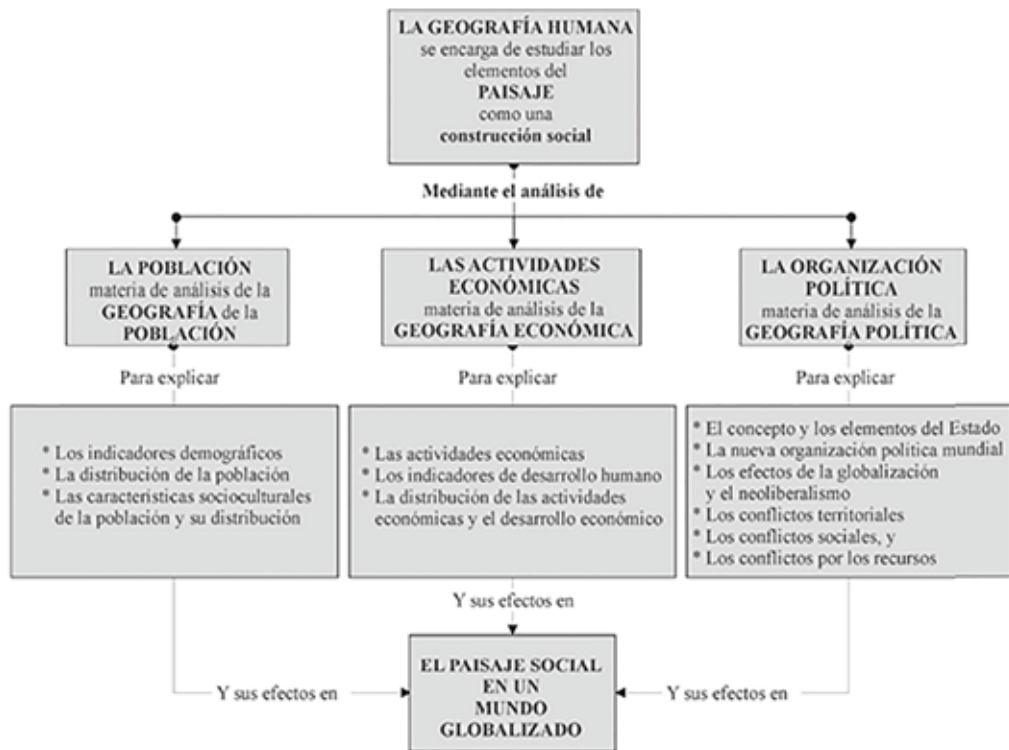 LA GEOGRAFÍA HUMANA
se encarga de estudiar los
elementos del
PAISAJE
como una
construcción social
Mediante el análisis de
LA POBLACIÓN
materia de análisis de la
GEOGRAFÍA de la
POBLACIÓN
LAS ACTIVIDADES
ECONÓMICAS
materia de análisis de la
GEOGRAFÍA ECONÓMICA
LA ORGANIZACIÓN
POLÍTICA
materia de análisis de la
GEOGRAFÍA POLÍTICA
Para explicar
Para explicar
Para explicar
* Los indicadores demográficos
* La distribución de la población
* Las características socioculturales
de la población y su distribución
* Las actividades económicas
* Los indicadores de desarrollo humano
* La distribución de las actividades
económicas y el desarrollo económico
* El concepto y los elementos del Estado
* La nueva organización política mundial
* Los efectos de la globalización
y el neoliberalismo
* Los conflictos territoriales
* Los conflictos sociales, y
* Los conflictos por los recursos
Y sus efectos en
Y sus efectos en
EL PAISAJE SOCIAL
EN UN
MUNDO
GLOBALIZADO
Y sus efectos en